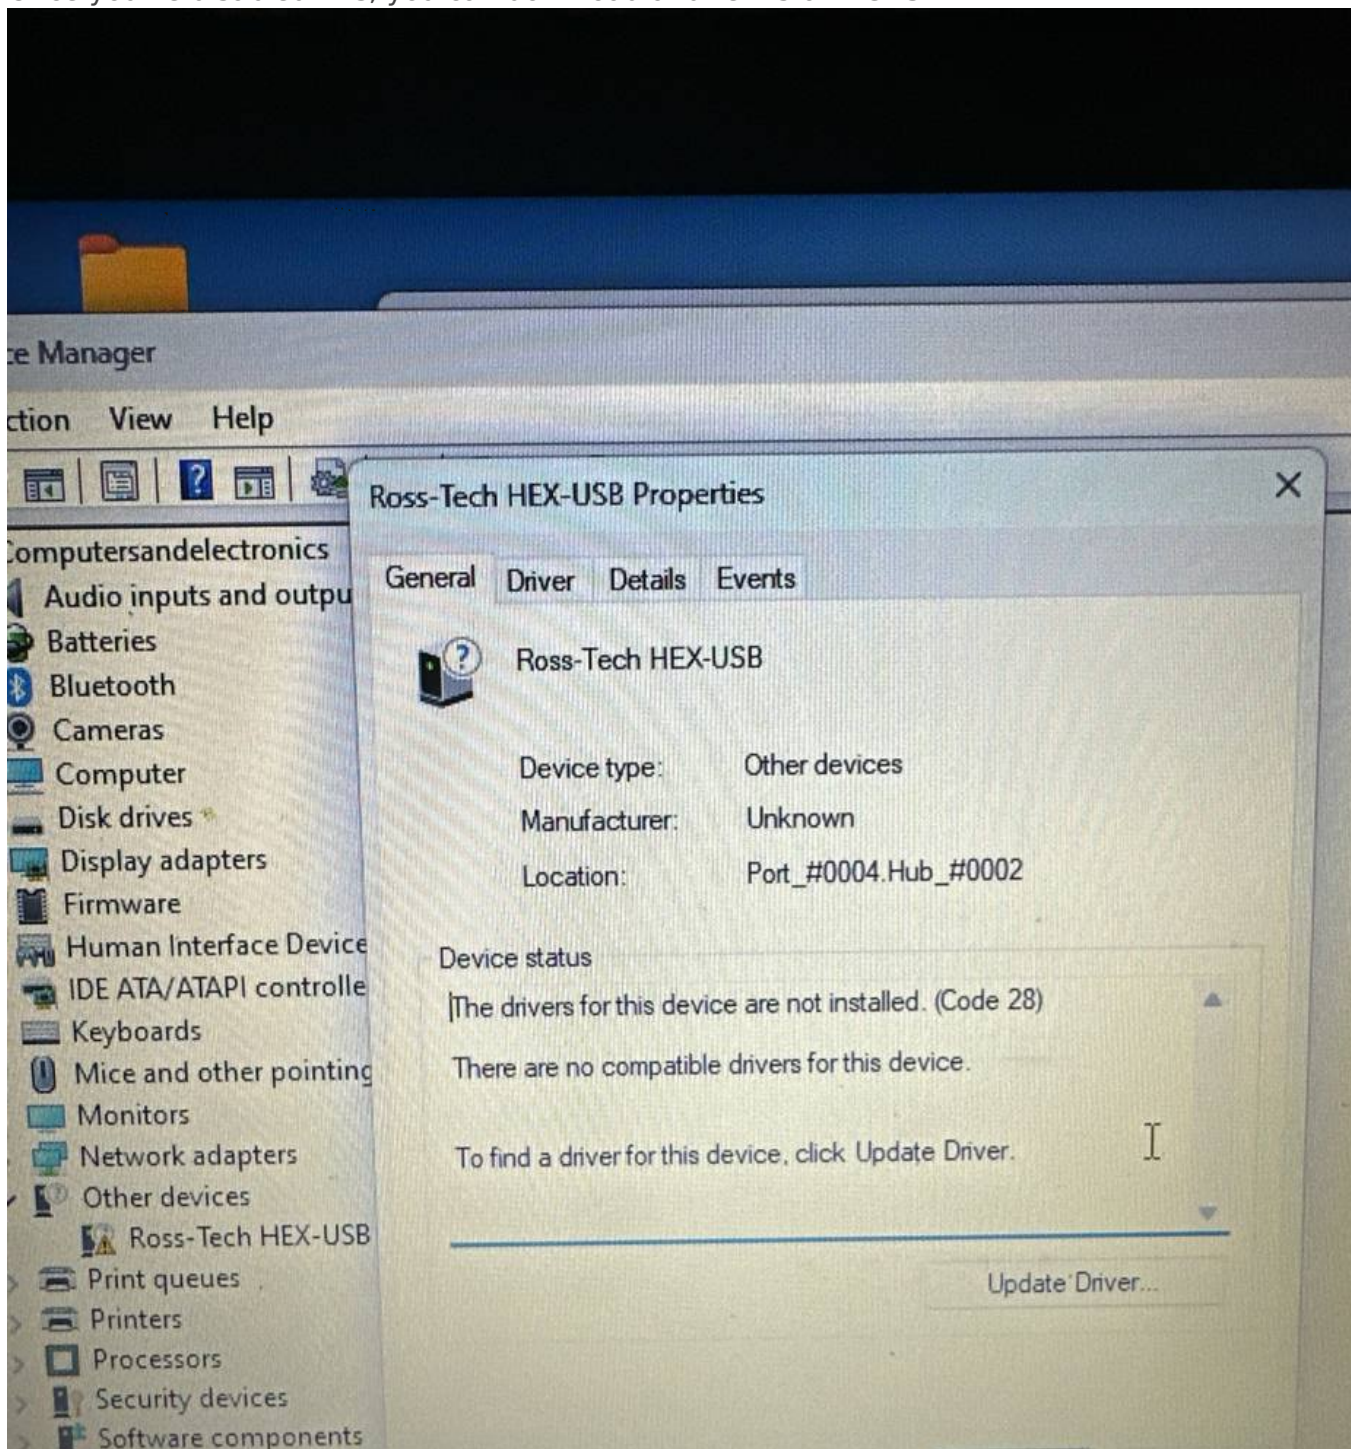 ce Manager
ction View Help
Ross-Tech HEX-USB Properties
General Driver Details Events
Ross-Tech HEX-USB
Device type: Other devices
Manufacturer: Unknown
Location: Port_#0004.Hub_#0002
Device status
The drivers for this device are not installed. (Code 28)
There are no compatible drivers for this device.
To find a driver for this device, click Update Driver.
Update Driver...
Computersandelectronics
Audio inputs and outpu
Batteries
Bluetooth
Cameras
Computer
Disk drives
Display adapters
Firmware
Human Interface Device
IDE ATA/ATAPI controlle
Keyboards
Mice and other pointing
Monitors
Network adapters
Other devices
Ross-Tech HEX-USB
Print queues
Printers
Processors
Security devices
Software components